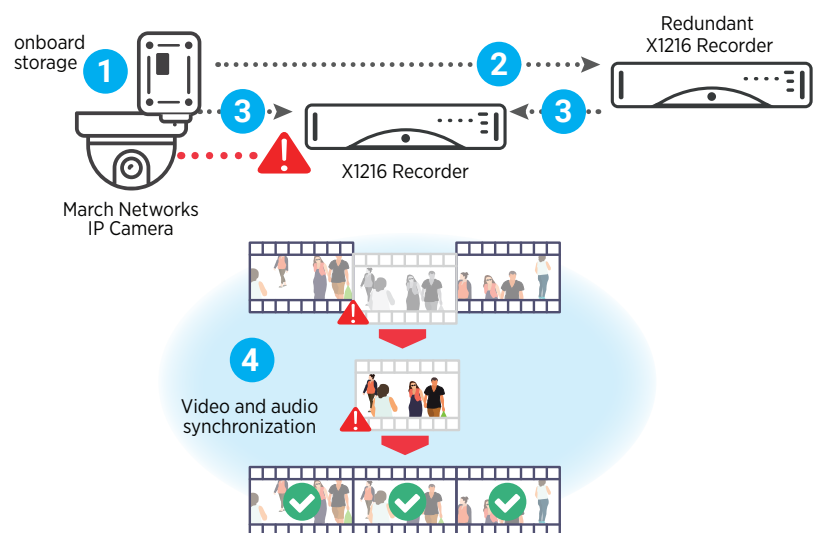 onboard
storage
1
2
Redundant
X1216 Recorder
3
3
X1216 Recorder
March Networks
IP Camera
4
Video and audio
synchronization